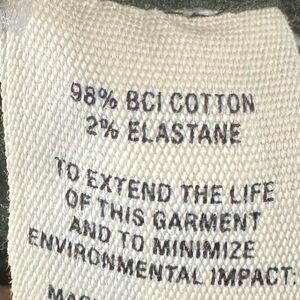 98% BCI COTTON
2% ELASTANE
TO EXTEND THE LIFE
OF THIS GARMENT
AND TO MINIMIZE
ENVIRONMENTAL IMPACT: